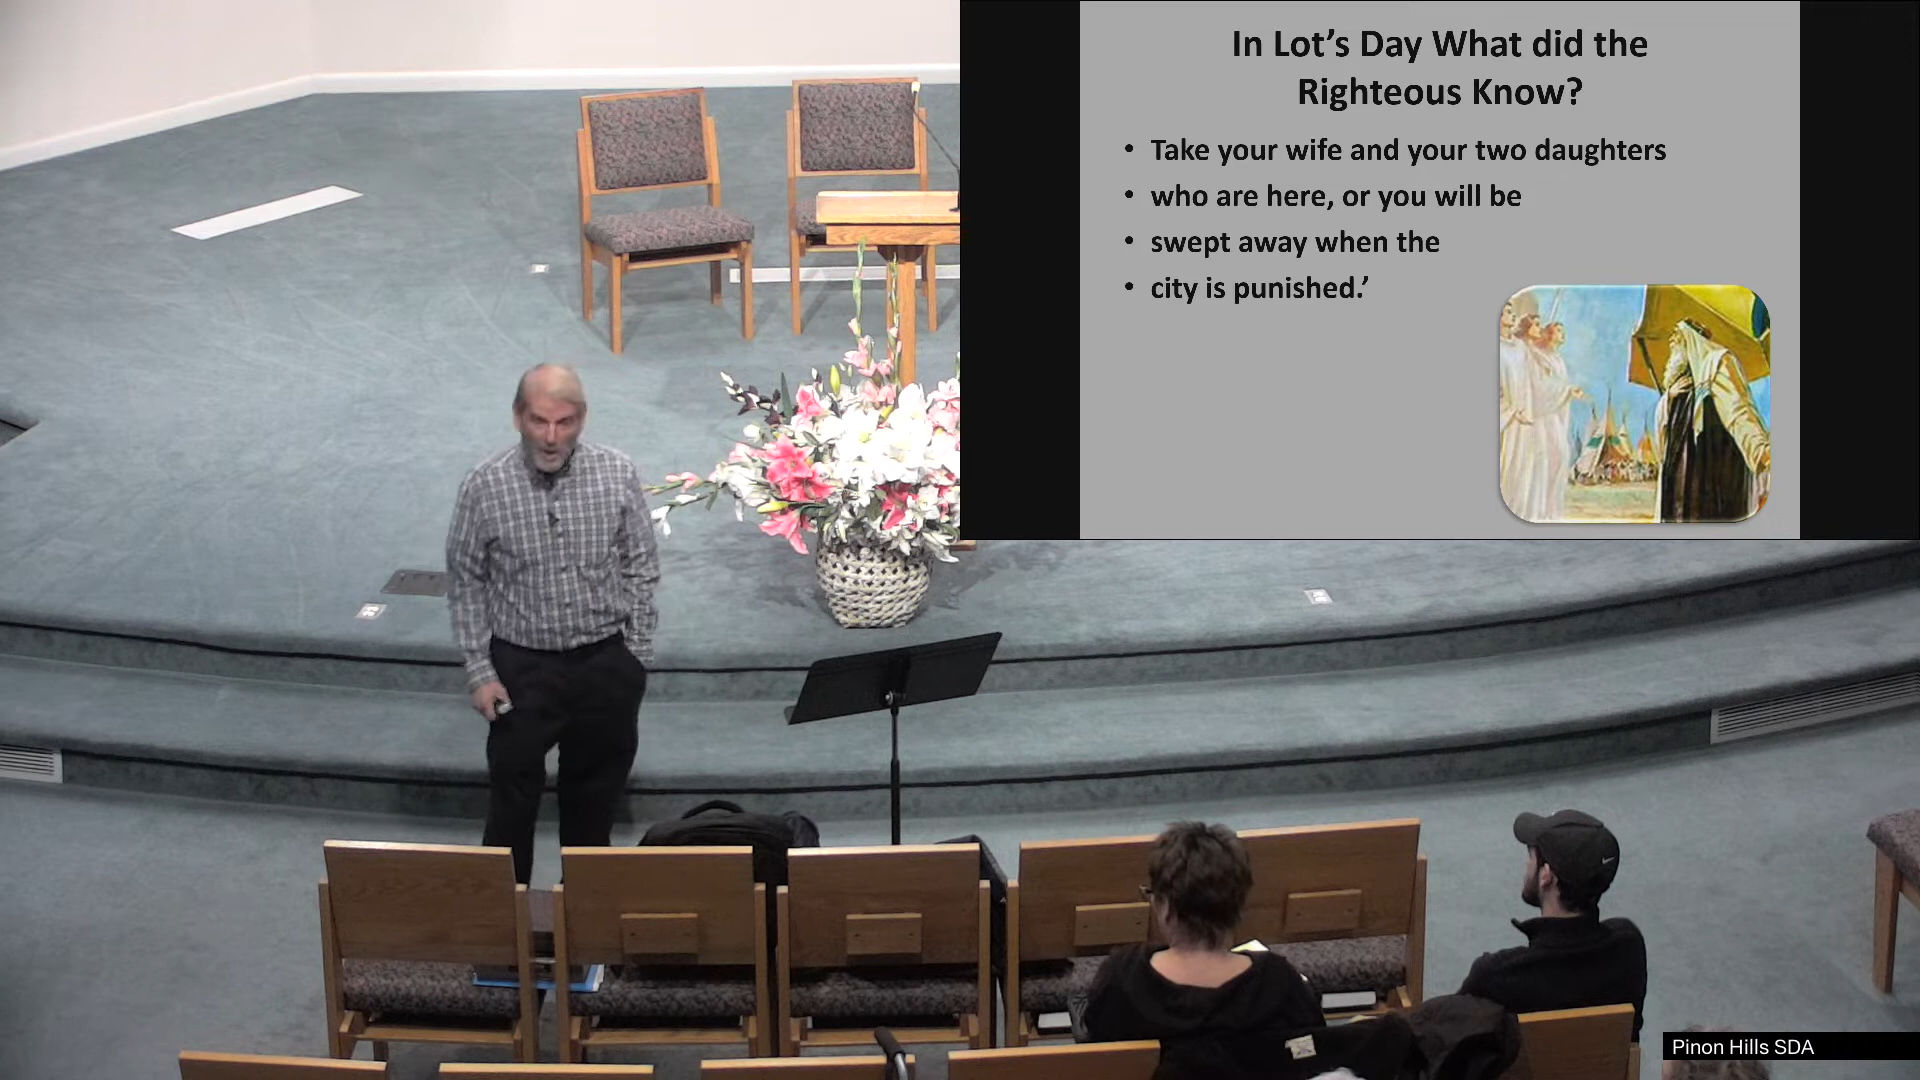 In Lot’s Day What did the
Righteous Know?
• Take your wife and your two daughters
• who are here, or you will be
• swept away when the
• city is punished.’
Pinon Hills SDA